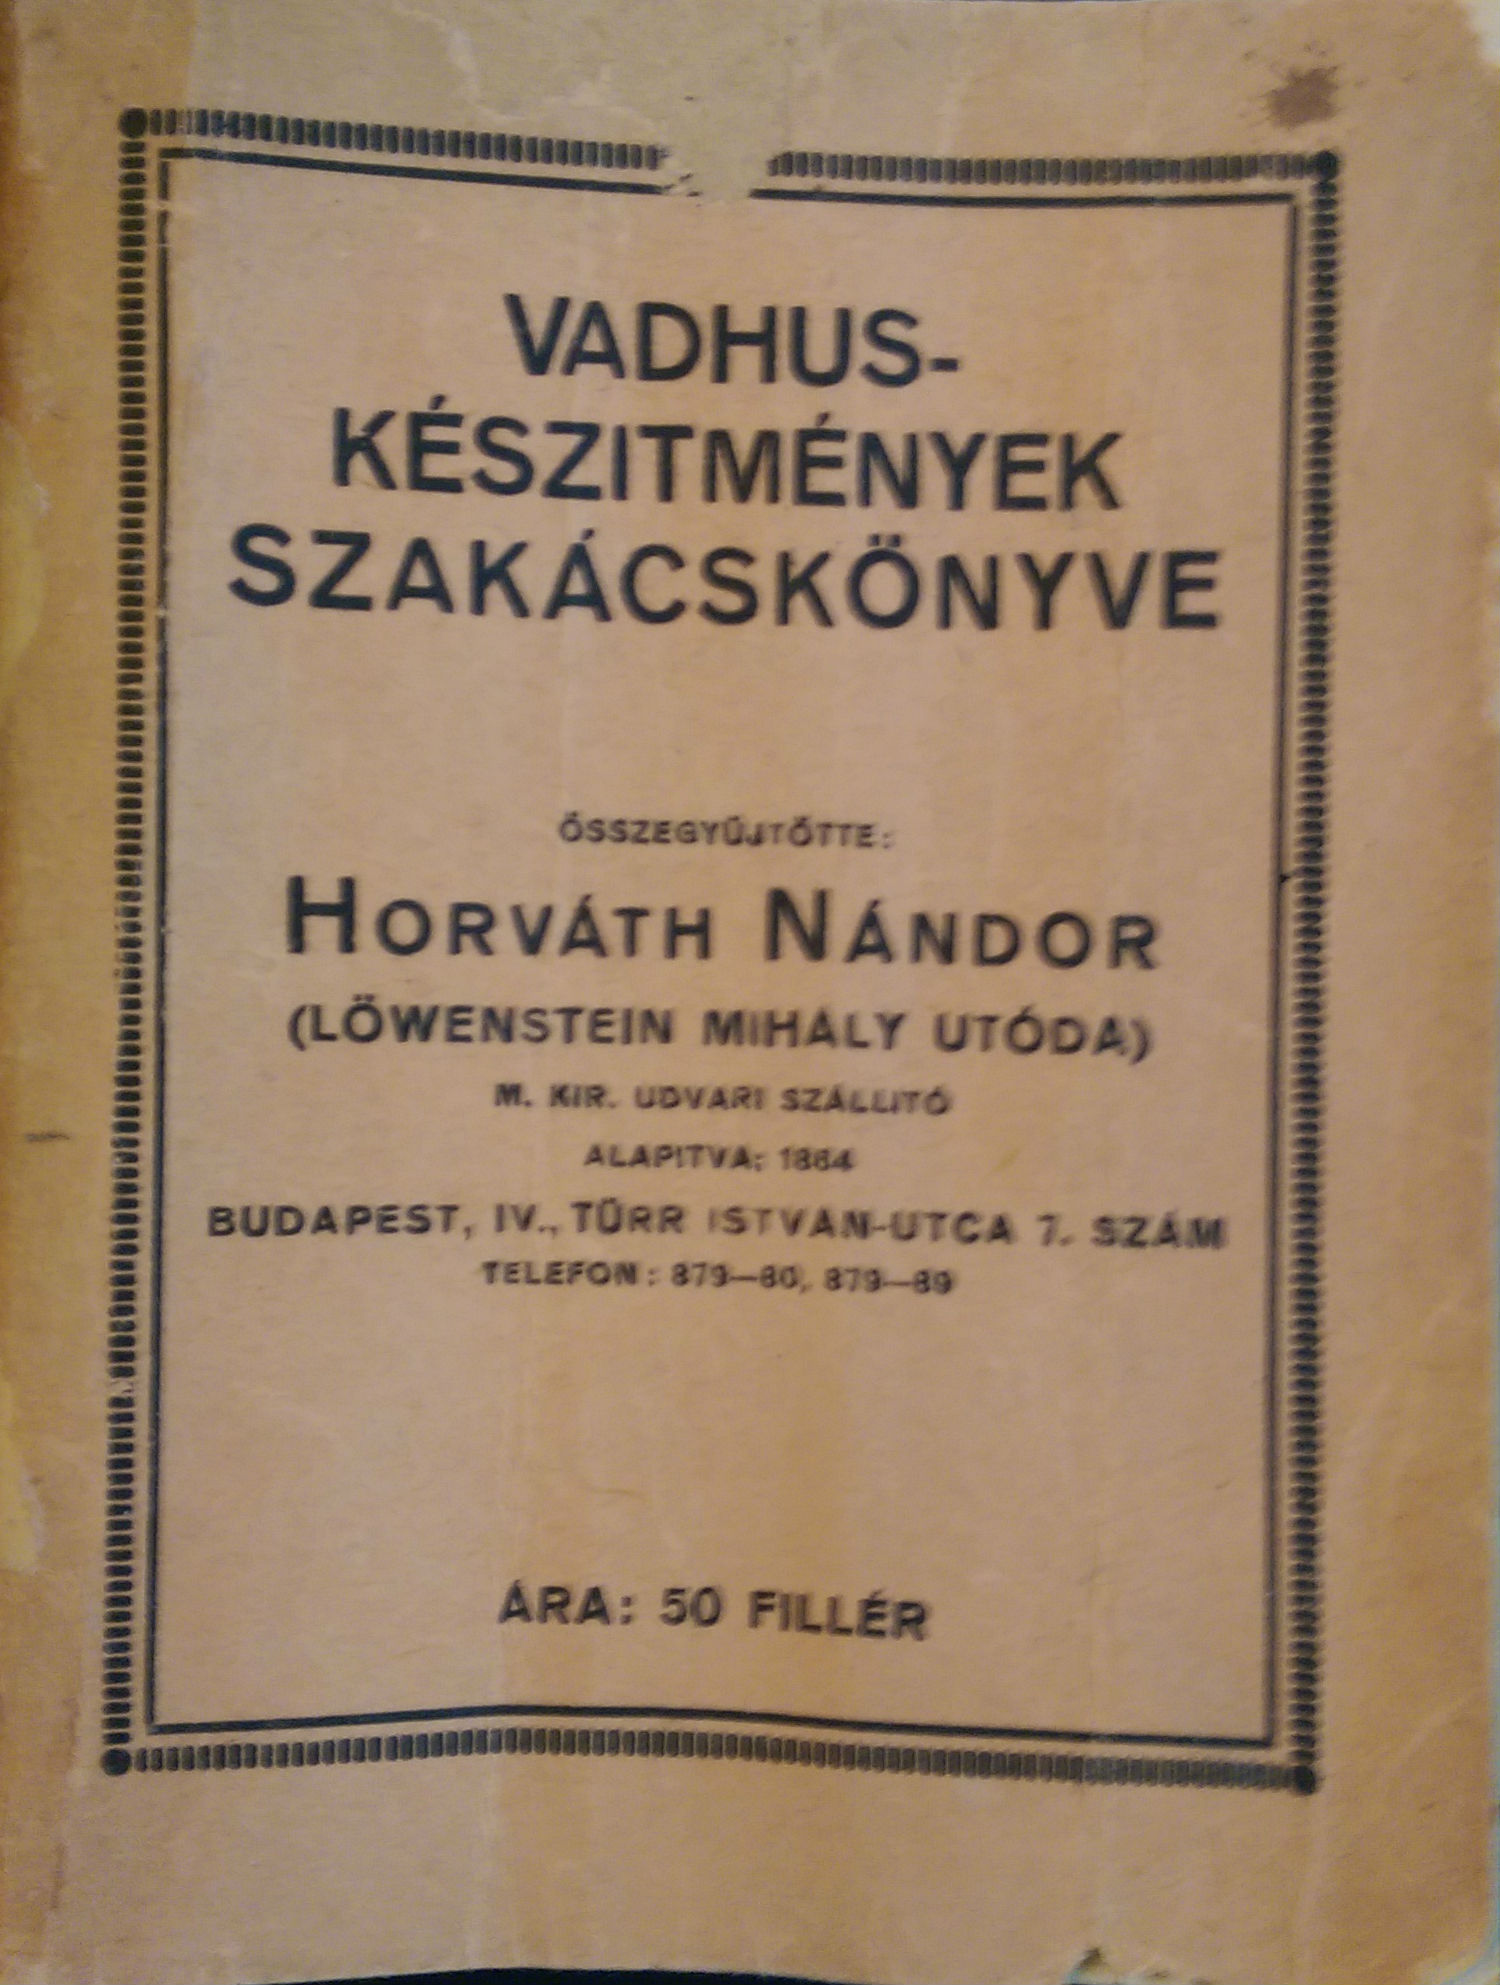 VADHUS-
KÉSZITMÉNYEK
SZAKÁCSKÖNYVE
ÖSSZEGYŰJTÖTTE:
HORVÁTH NÁNDOR
(LÖWENSTEIN MIHÁLY UTÓDA)
M. KIR. UDVARI SZÁLLITÓ
ALAPITVA: 1864
BUDAPEST, IV., TÜRR ISTVÁN-UTCA 7. SZÁM
TELEFON: 879—80, 879—89
ÁRA: 50 FILLÉR